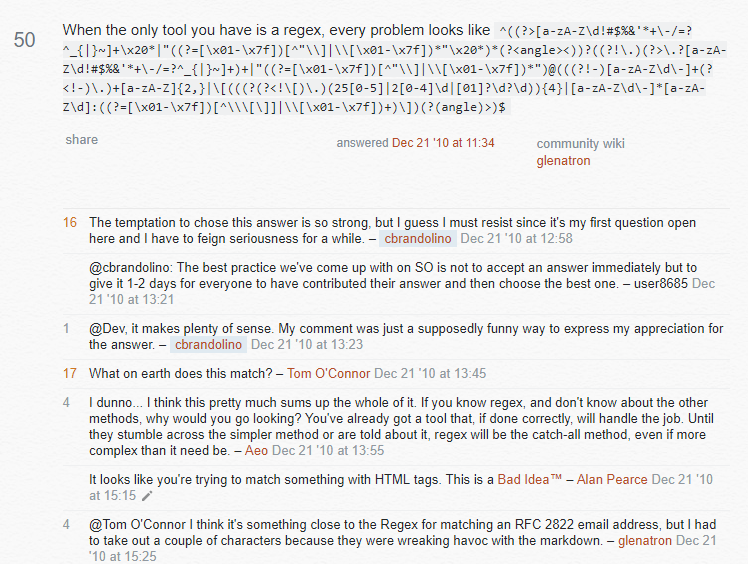 50
When the only tool you have is a regex, every problem looks like ^((?>[a-zA-Z\d!#$%&'*+\-/=?
^_{|}~]+\x20*|"((?=[\x01-\x7f])[^"\\]|\\[\x01-\x7f])*"\x20*)*(?<angle><))?((?!\.)(?>\.?[a-zA-
Z\d!#$%&'*+\-/=?^_{|}~]+)+|"((?=[\x01-\x7f])[^"\\]|\\[\x01-\x7f])*")@(((?!-)[a-zA-Z\d\-]+(?
<!-)\.)+[a-zA-Z]{2,}|\[(((?(?<!\[)\.)(25[0-5]|2[0-4]\d|[01]?\d?\d)){4}|[a-zA-Z\d\-]*[a-zA-
Z\d]:((?=[\x01-\x7f])[^\\\[\]]|\\[\x01-\x7f])+)\])(?(angle)>)$
share
answered Dec 21 '10 at 11:34
community wiki
glenatron
16 The temptation to chose this answer is so strong, but I guess I must resist since it's my first question open
here and I have to feign seriousness for a while. – cbrandolino Dec 21 '10 at 12:58
@cbrandolino: The best practice we've come up with on SO is not to accept an answer immediately but to
give it 1-2 days for everyone to have contributed their answer and then choose the best one. – user8685 Dec
21 '10 at 13:21
1 @Dev, it makes plenty of sense. My comment was just a supposedly funny way to express my appreciation for
the answer. – cbrandolino Dec 21 '10 at 13:23
17 What on earth does this match? – Tom O'Connor Dec 21 '10 at 13:45
4 I dunno... I think this pretty much sums up the whole of it. If you know regex, and don't know about the other
methods, why would you go looking? You've already got a tool that, if done correctly, will handle the job. Until
they stumble across the simpler method or are told about it, regex will be the catch-all method, even if more
complex than it need be. – Aeo Dec 21 '10 at 13:55
It looks like you're trying to match something with HTML tags. This is a Bad Idea™ – Alan Pearce Dec 21 '10
at 15:15
4 @Tom O'Connor I think it's something close to the Regex for matching an RFC 2822 email address, but I had
to take out a couple of characters because they were wreaking havoc with the markdown. – glenatron Dec 21
'10 at 15:25